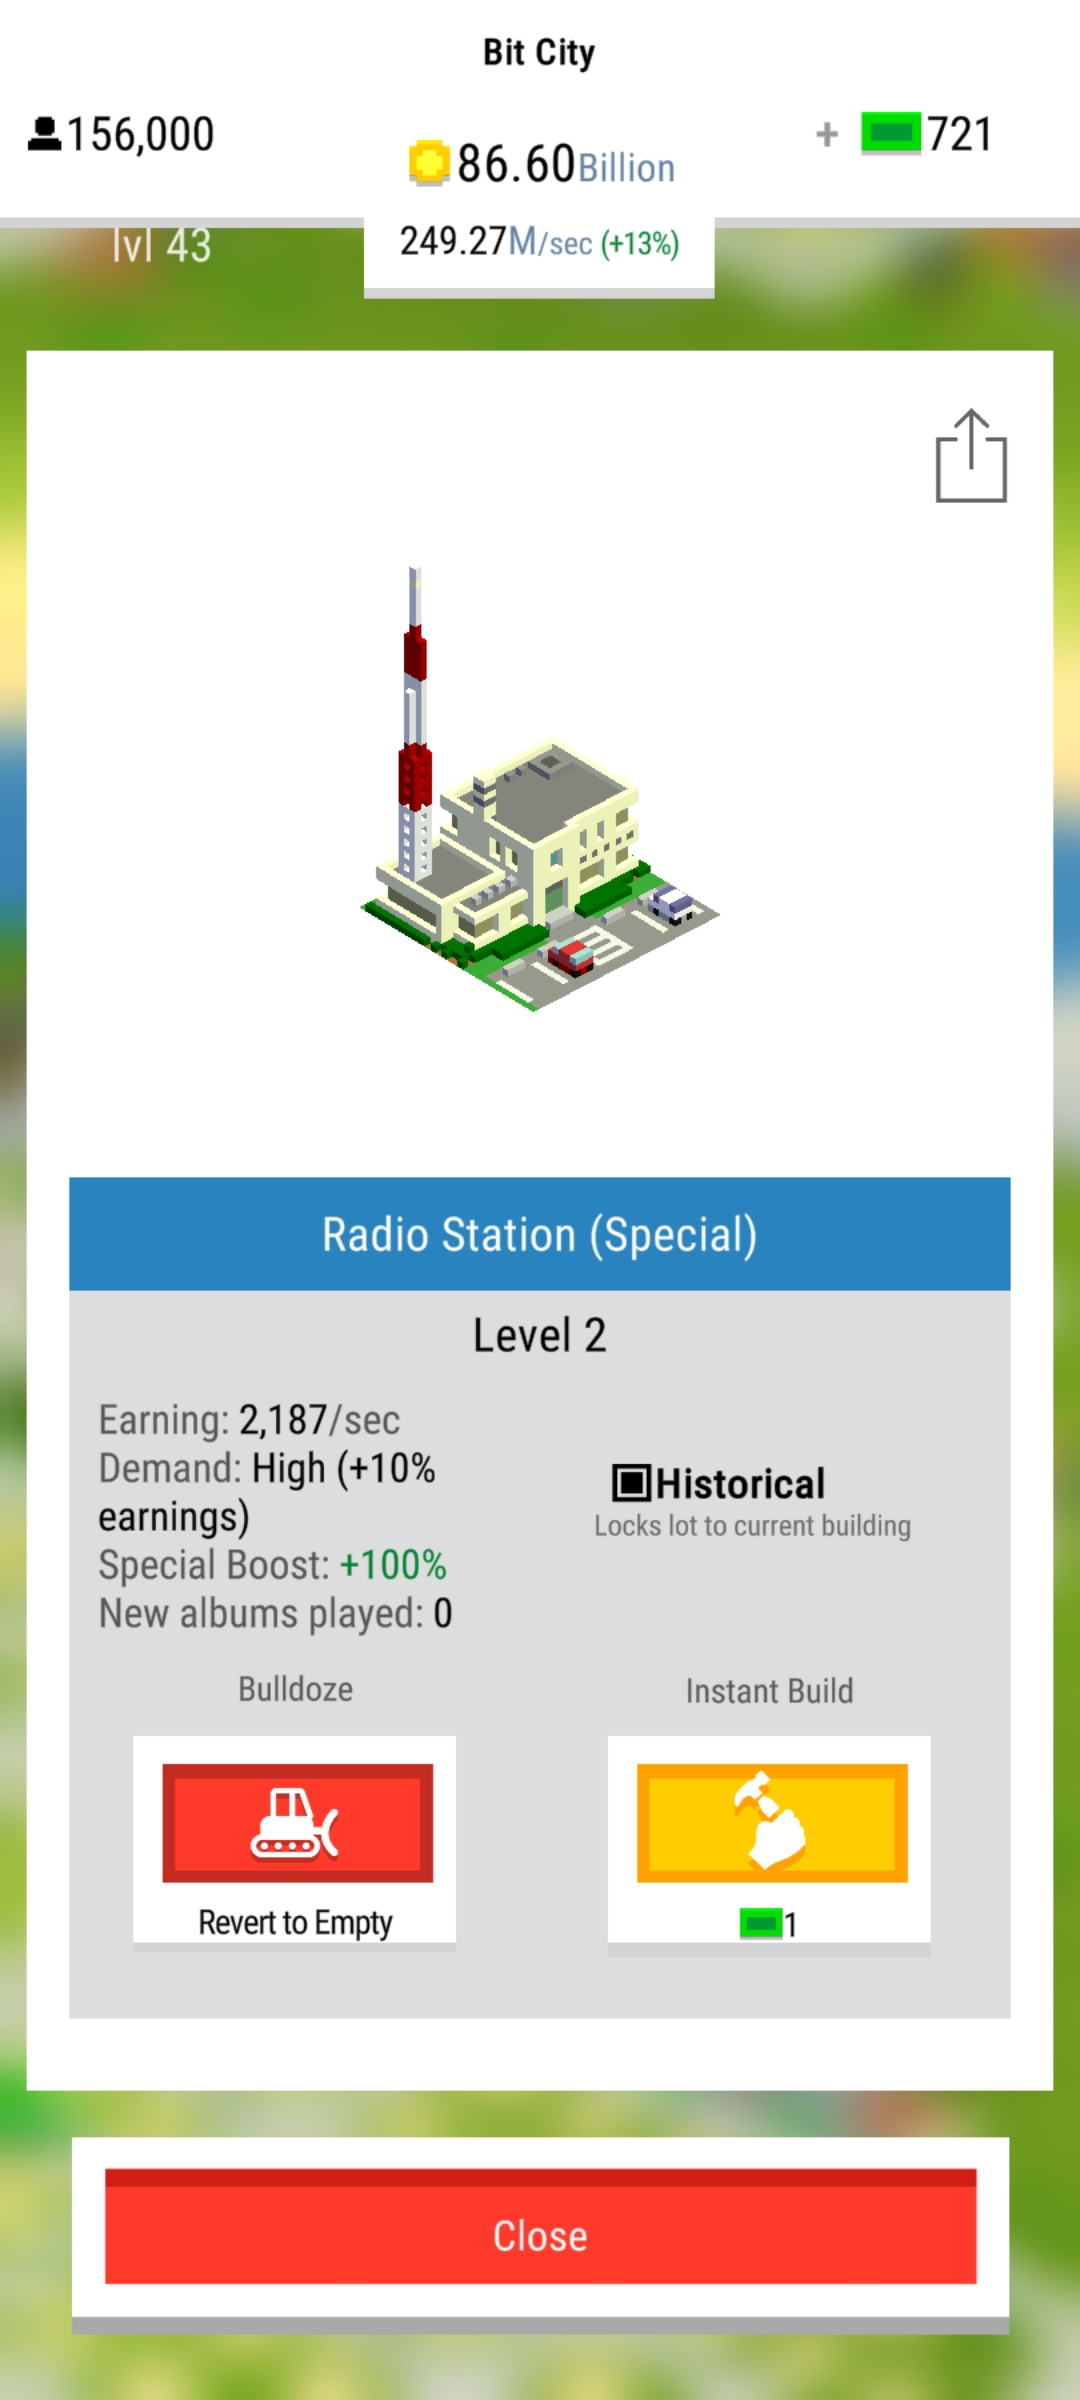 Bit City
156,000
86.60Billion
+ 721
lvl 43
249.27M/sec (+13%)
Radio Station (Special)
Level 2
Earning: 2,187/sec
Demand: High (+10%
earnings)
Special Boost: +100%
New albums played: 0
Historical
Locks lot to current building
Bulldoze
Instant Build
Revert to Empty
1
Close